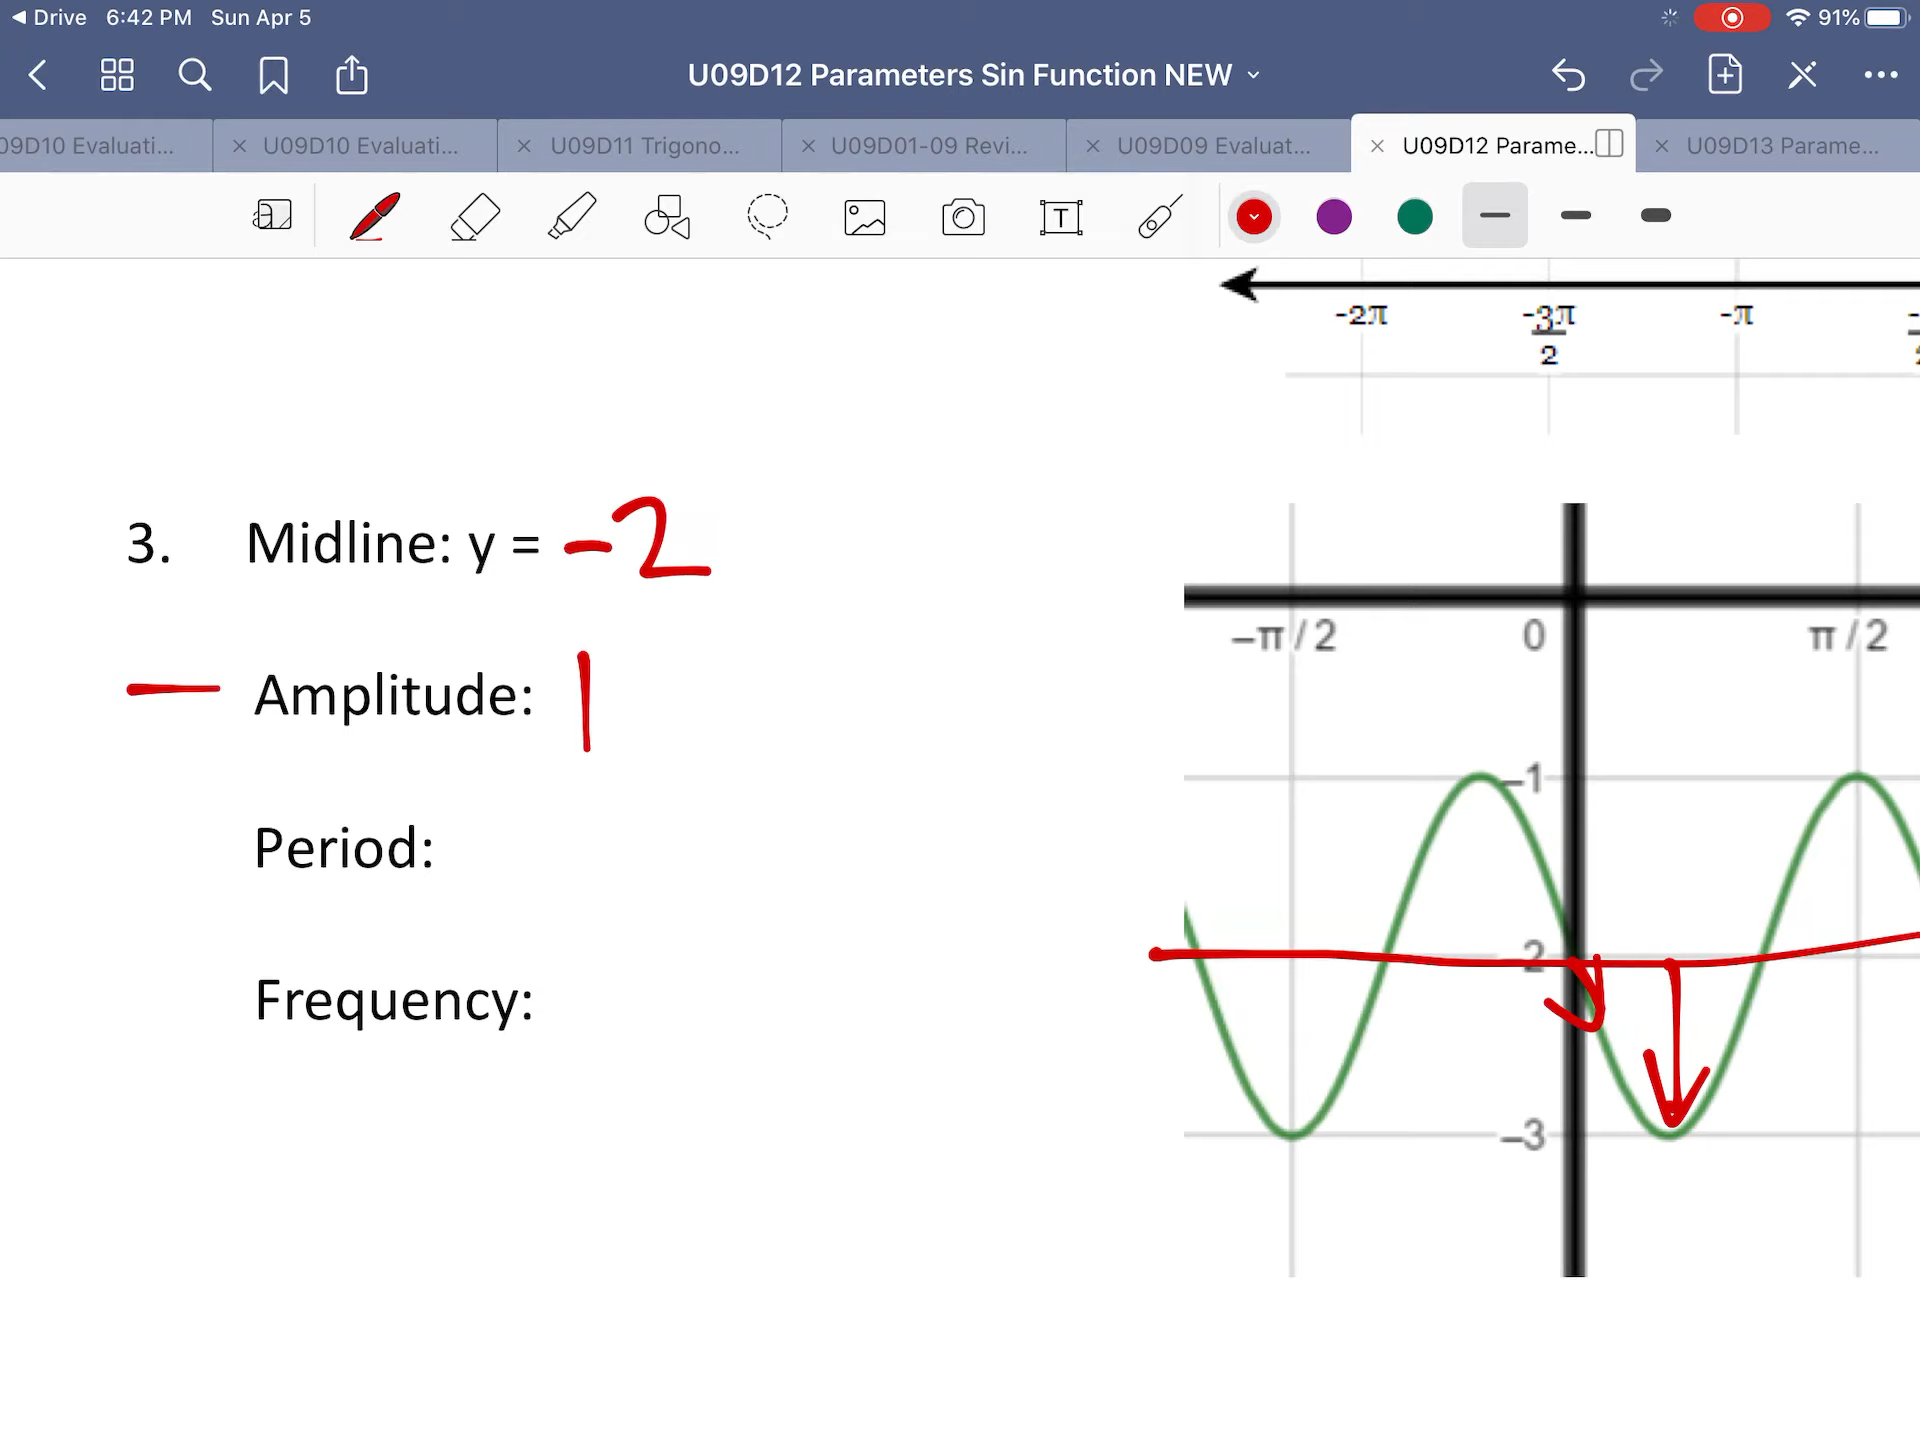 Drive 6:42 PM Sun Apr 5 91%
U09D12 Parameters Sin Function NEW
09D10 Evaluati... U09D10 Evaluati... U09D11 Trigono... U09D01-09 Revi... U09D09 Evaluat... U09D12 Parame... U09D13 Parame...
T
-2π -3π/2 -π
3. Midline: y = -2
-π/2 0 π/2
— Amplitude: 1
-1
Period:
-2
Frequency:
-3